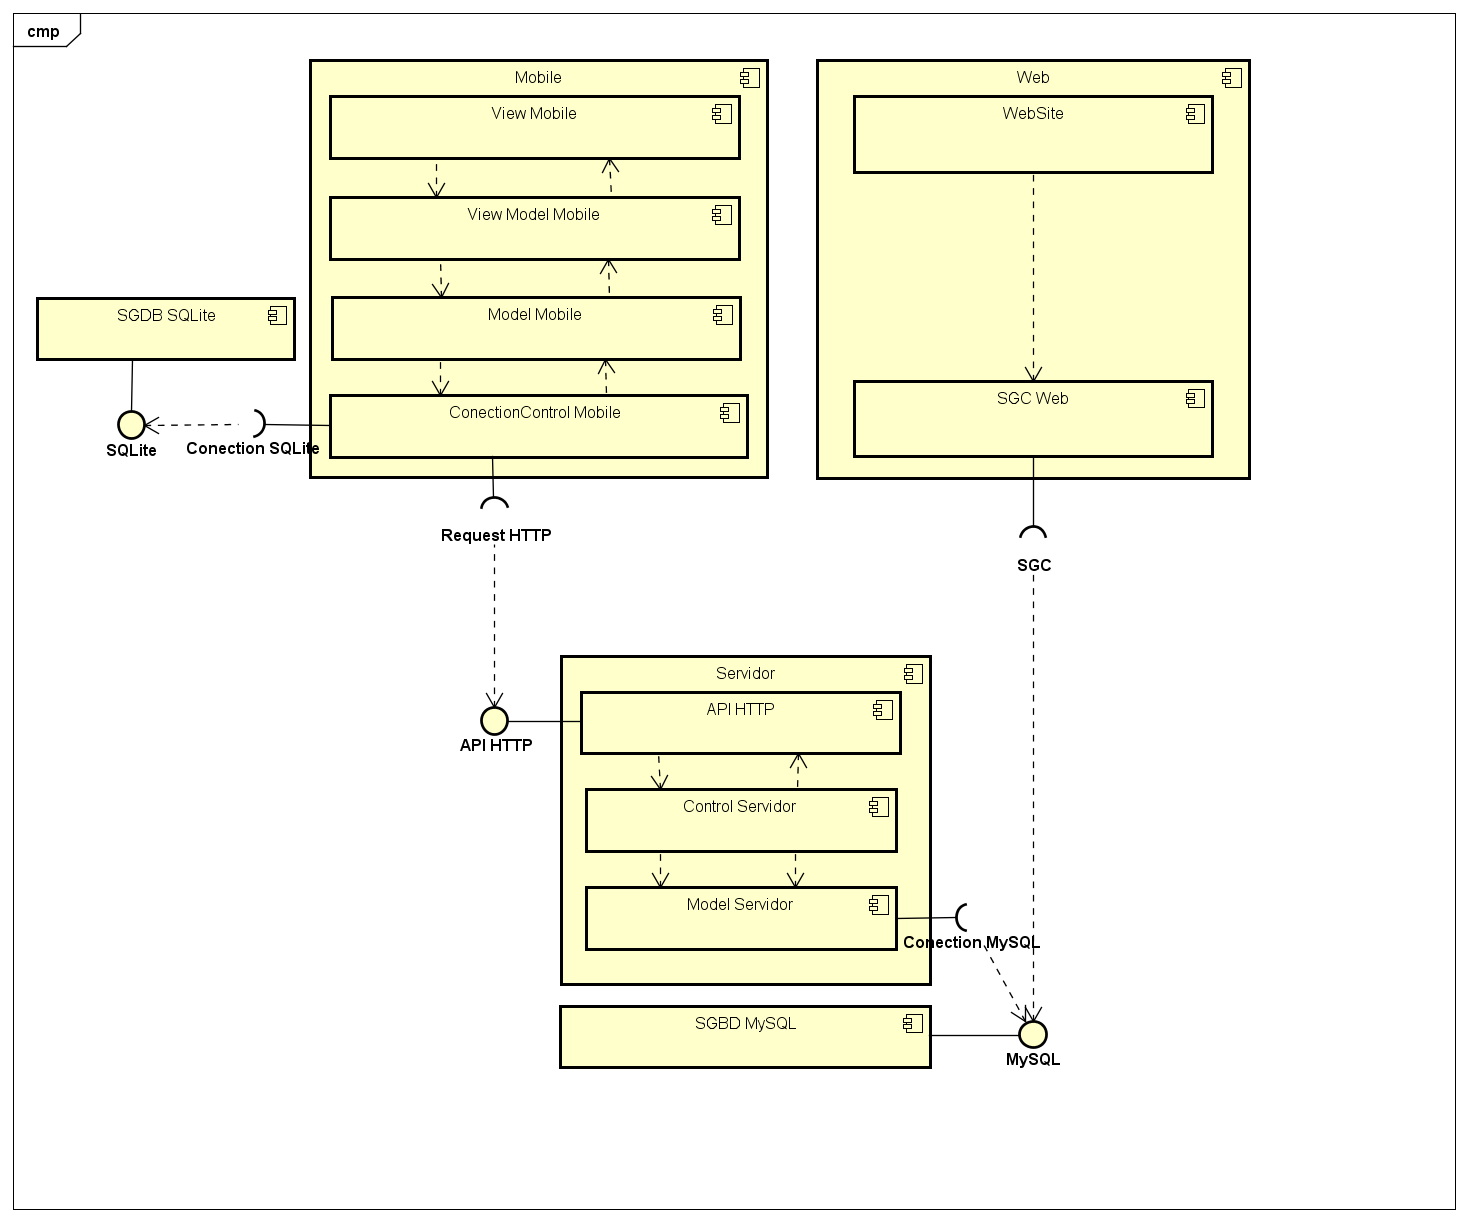 cmp
Mobile
View Mobile
View Model Mobile
Model Mobile
ConectionControl Mobile
Web
WebSite
SGC Web
SGDB SQLite
SQLite
Conection SQLite
Request HTTP
SGC
Servidor
API HTTP
API HTTP
Control Servidor
Model Servidor
Conection MySQL
SGBD MySQL
MySQL